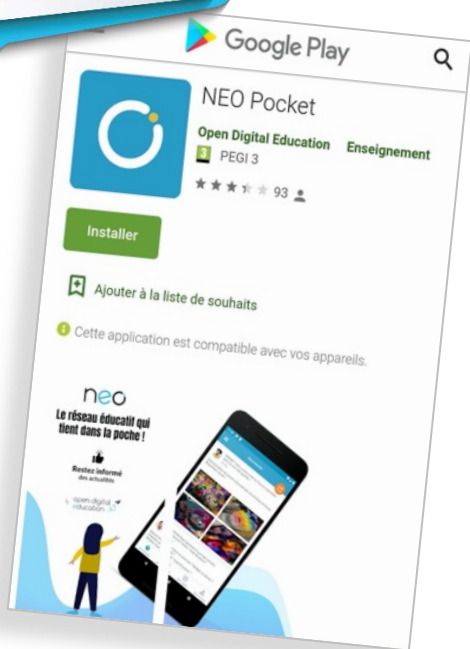 Google Play
NEO Pocket
Open Digital Education Enseignement
3 PEGI 3
93
Installer
Ajouter à la liste de souhaits
Cette application est compatible avec vos appareils.
neo
Le réseau éducatif qui
tient dans la poche !
Restez informé
des actualités
open digital
education